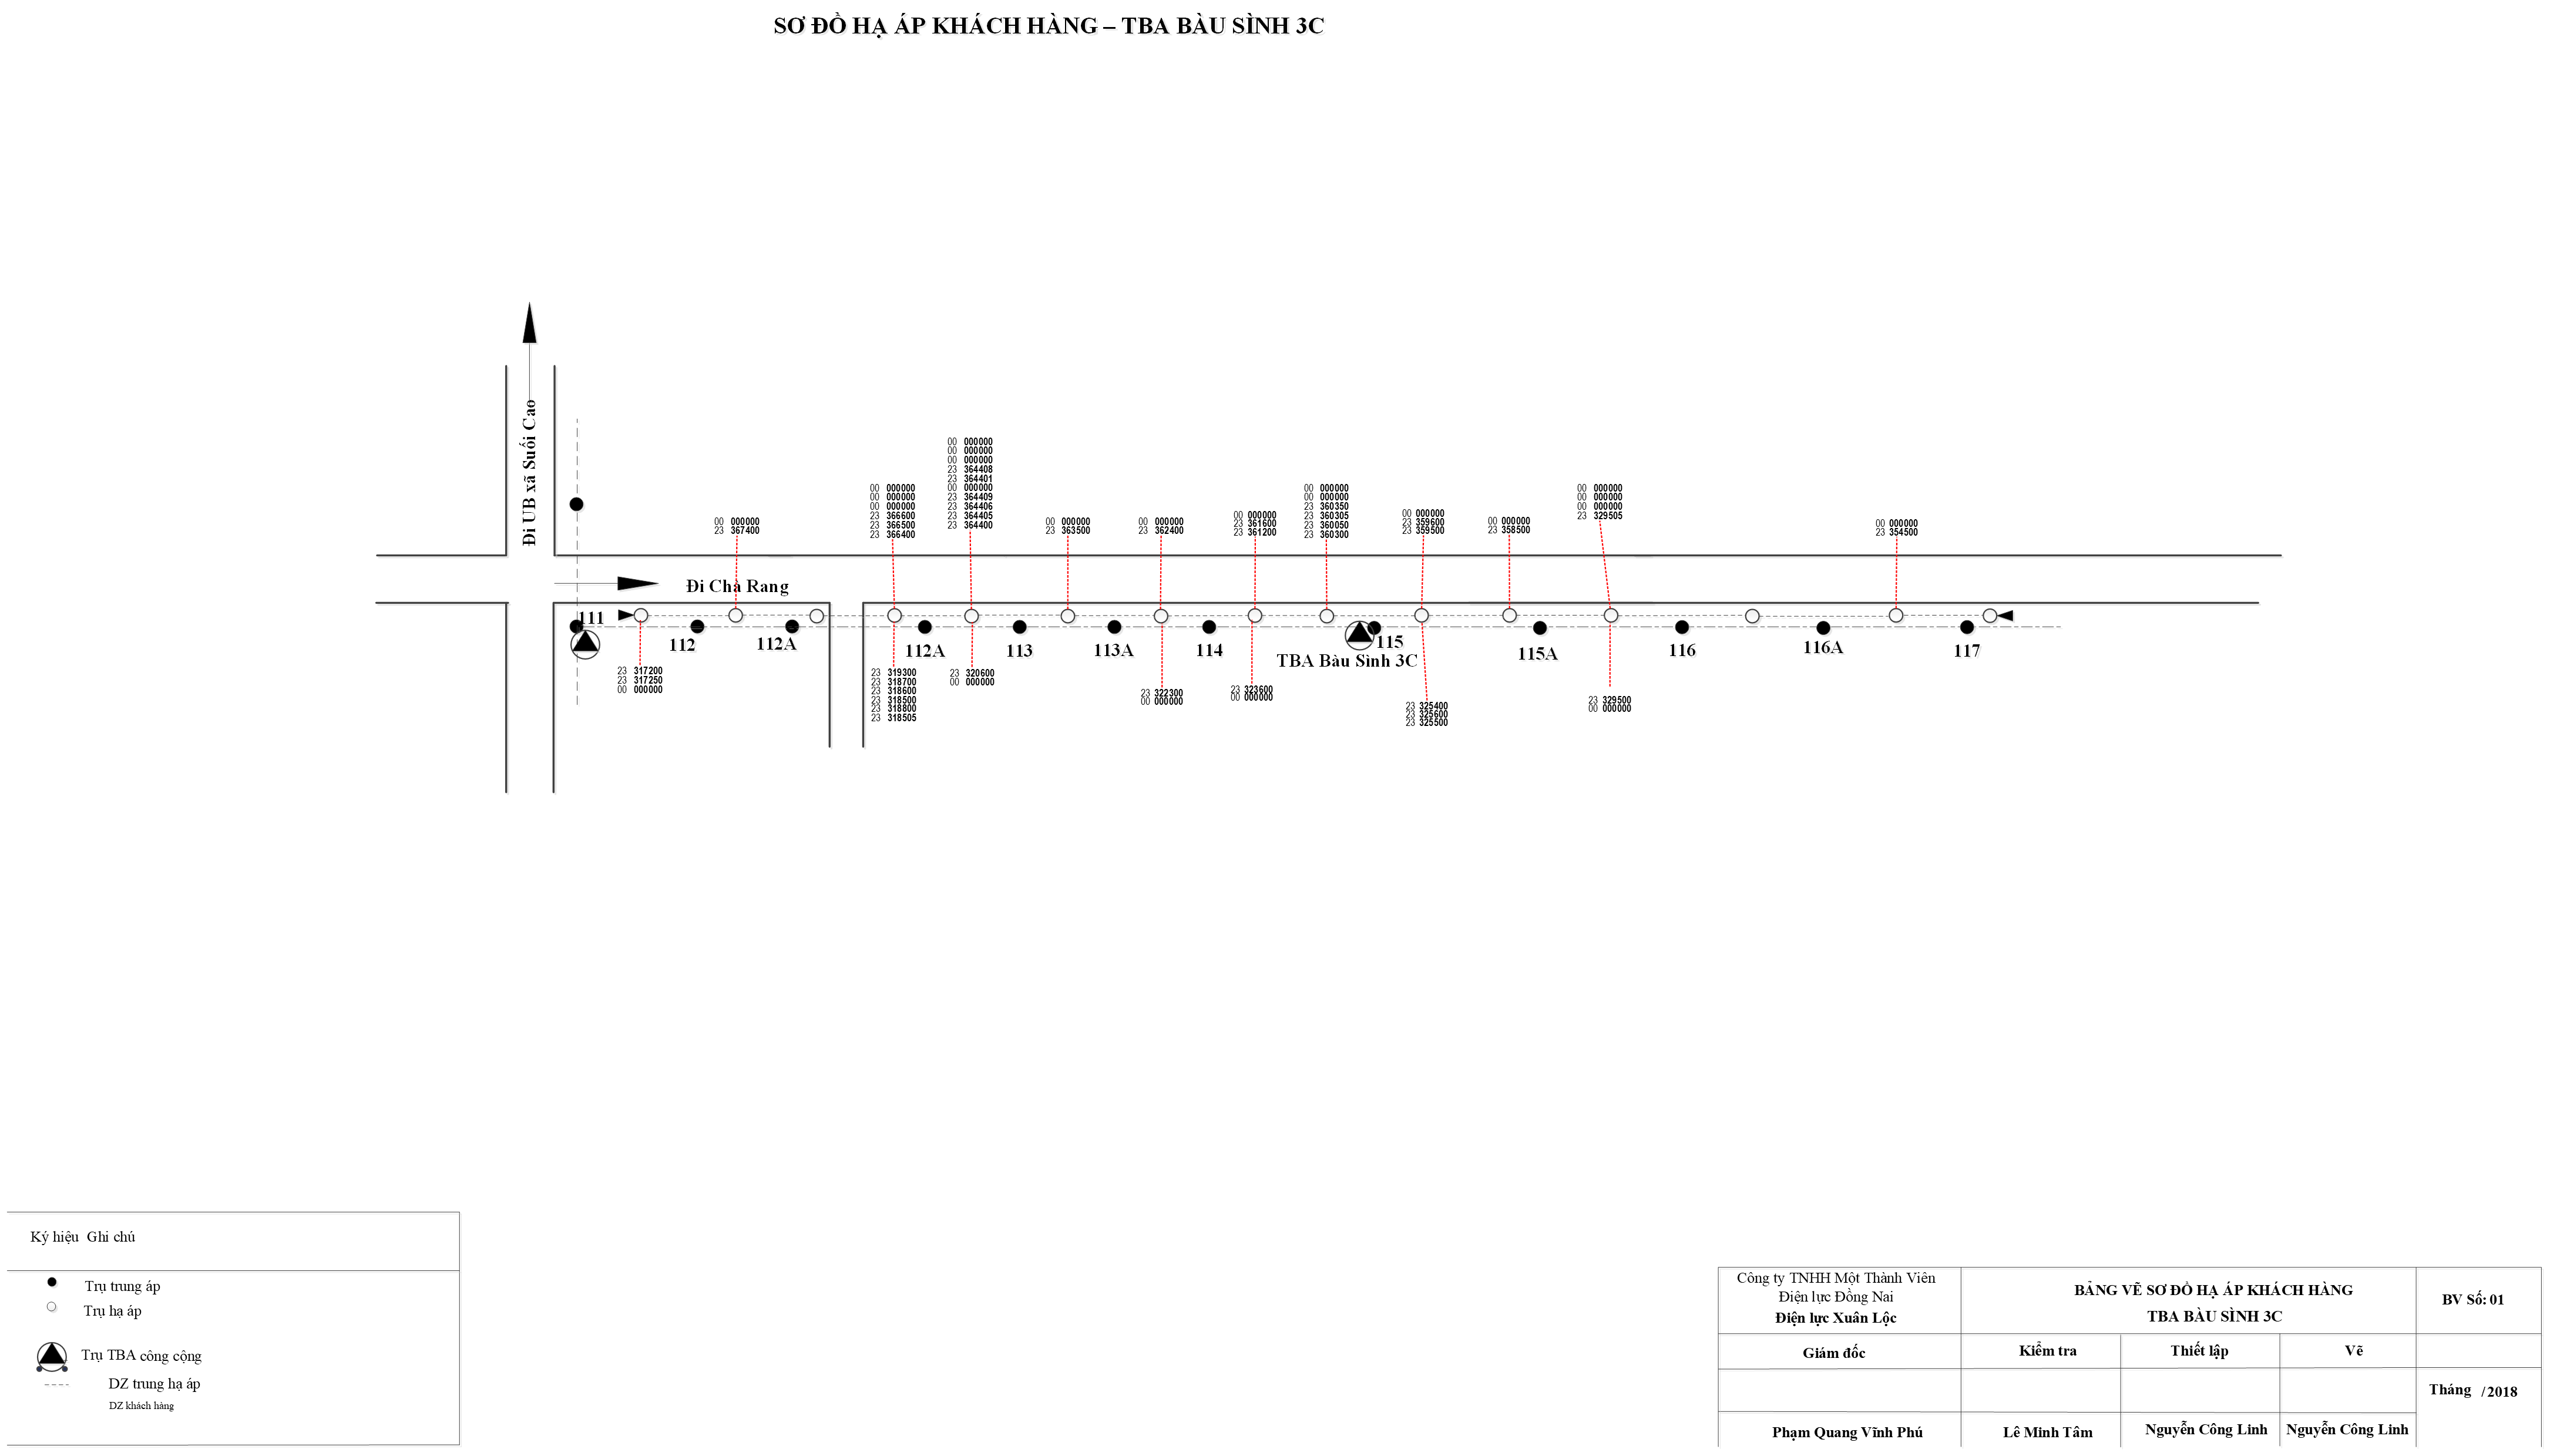 SƠ ĐỒ HẠ ÁP KHÁCH HÀNG – TBA BÀU SÌNH 3C
Đi UB xã Suối Cao
00 000000
23 367400
00 000000
00 000000
00 000000
23 366600
23 366500
23 366400
00 000000
00 000000
00 000000
23 364408
23 364401
00 000000
23 364409
23 364406
23 364405
23 364400
00 000000
23 363500
00 000000
23 362400
00 000000
23 361600
23 361200
00 000000
00 000000
23 360350
23 360305
23 360050
23 360300
00 000000
23 359600
23 359500
00 000000
23 358500
00 000000
00 000000
00 000000
23 329505
00 000000
23 354500
Đi Chà Rang
111
112
112A
112A
113
113A
114
115
TBA Bàu Sình 3C
115A
116
116A
117
23 317200
23 317250
00 000000
23 319300
23 318700
23 318600
23 318500
23 318800
23 318505
23 320600
00 000000
23 322300
00 000000
23 323600
00 000000
23 325400
23 325600
23 325500
23 329500
00 000000
Ký hiệu Ghi chú
Trụ trung áp
Trụ hạ áp
Trụ TBA công cộng
DZ trung hạ áp
DZ khách hàng
Công ty TNHH Một Thành Viên
Điện lực Đồng Nai
Điện lực Xuân Lộc
BẢNG VẼ SƠ ĐỒ HẠ ÁP KHÁCH HÀNG
TBA BÀU SÌNH 3C
BV Số: 01
Giám đốc
Kiểm tra
Thiết lập
Vẽ
Tháng /2018
Phạm Quang Vĩnh Phú
Lê Minh Tâm
Nguyễn Công Linh
Nguyễn Công Linh